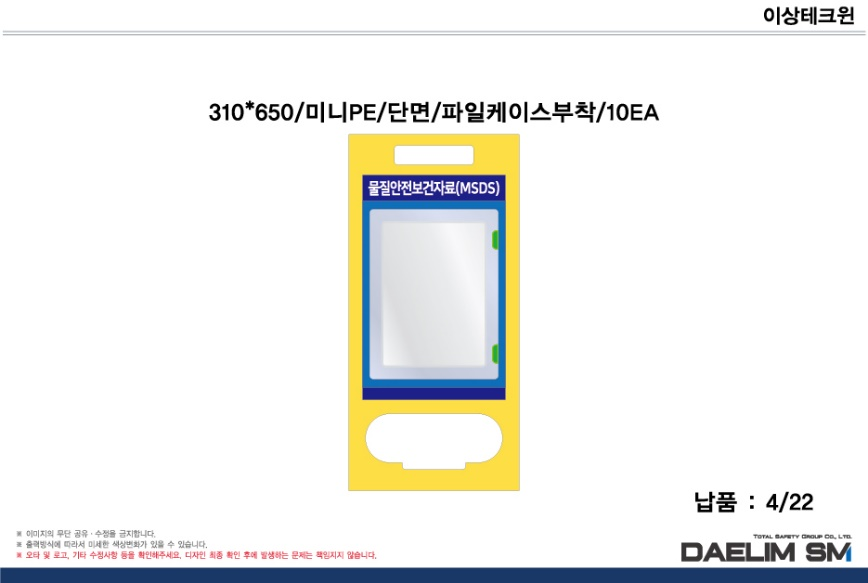 이상테크윈
310*650/미니PE/단면/파일케이스부착/10EA
물질안전보건자료(MSDS)
납품 : 4/22
※ 이미지의 무단 공유 · 수정을 금지합니다.
※ 출력방식에 따라서 미세한 색상변화가 있을 수 있습니다.
※ 오타 및 로고, 기타 수정사항 등을 확인해주세요. 디자인 최종 확인 후에 발생하는 문제는 책임지지 않습니다.
TOTAL SAFETY GROUP CO., LTD.
DAELIM SM